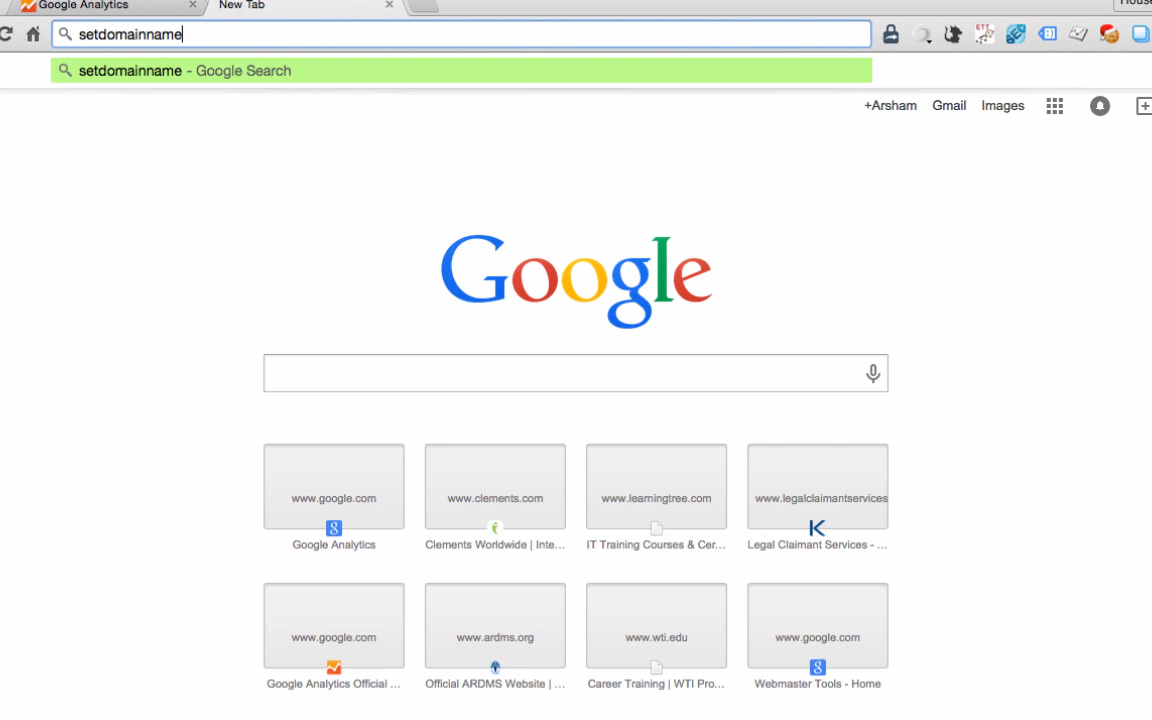 Google Analytics
New Tab
setdomainname
setdomainname - Google Search
+Arsham Gmail Images
Google
www.google.com
www.clements.com
www.learningtree.com
www.legalclaimantservices
Google Analytics
Clements Worldwide | Inte...
IT Training Courses & Cer...
Legal Claimant Services - ...
www.google.com
www.ardms.org
www.wti.edu
www.google.com
Google Analytics Official ...
Official ARDMS Website | ...
Career Training | WTI Pro...
Webmaster Tools - Home